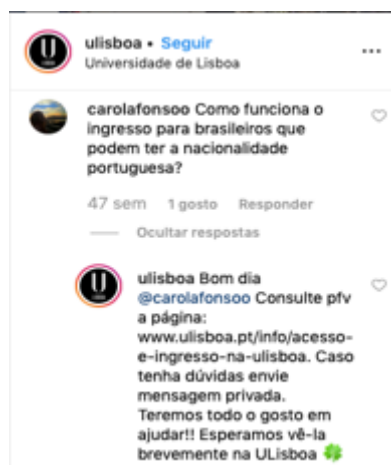 ulisboa • Seguir
Universidade de Lisboa
carolafonsoo Como funciona o
ingresso para brasileiros que
podem ter a nacionalidade
portuguesa?
47 sem 1 gosto Responder
Ocultar respostas
ulisboa Bom dia
@carolafonsoo Consulte pfv
a página:
www.ulisboa.pt/info/acesso-
e-ingresso-na-ulisboa. Caso
tenha dúvidas envie
mensagem privada.
Teremos todo o gosto em
ajudar!! Esperamos vê-la
brevemente na ULisboa 🍀